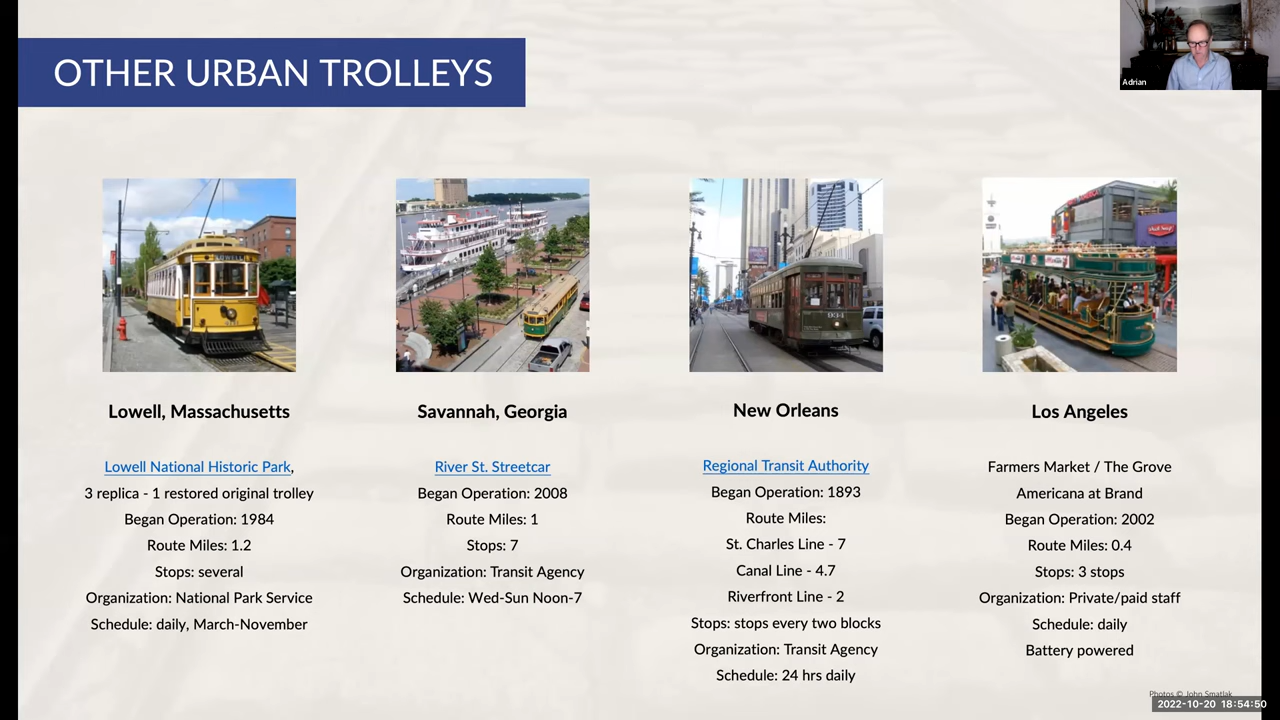 OTHER URBAN TROLLEYS
Adrian
LOWELL
934
Lowell, Massachusetts
Lowell National Historic Park,
3 replica - 1 restored original trolley
Began Operation: 1984
Route Miles: 1.2
Stops: several
Organization: National Park Service
Schedule: daily, March-November
Savannah, Georgia
River St. Streetcar
Began Operation: 2008
Route Miles: 1
Stops: 7
Organization: Transit Agency
Schedule: Wed-Sun Noon-7
New Orleans
Regional Transit Authority
Began Operation: 1893
Route Miles:
St. Charles Line - 7
Canal Line - 4.7
Riverfront Line - 2
Stops: stops every two blocks
Organization: Transit Agency
Schedule: 24 hrs daily
Los Angeles
Farmers Market / The Grove
Americana at Brand
Began Operation: 2002
Route Miles: 0.4
Stops: 3 stops
Organization: Private/paid staff
Schedule: daily
Battery powered
Photos © John Smatlak
2022-10-20 18:54:50